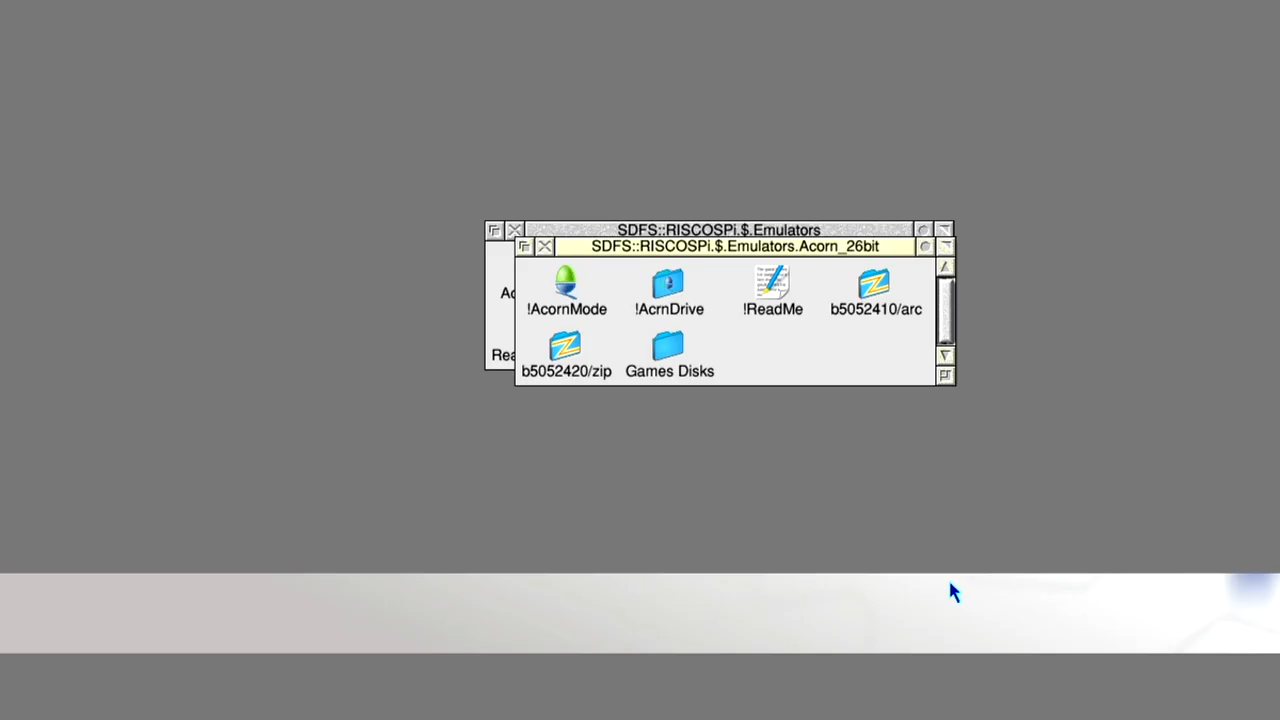 SDFS::RISCOSPi.$.Emulators
SDFS::RISCOSPi.$.Emulators.Acorn_26bit
!AcornMode
!AcrnDrive
!ReadMe
b5052410/arc
b5052420/zip
Games Disks
Ac
Rea